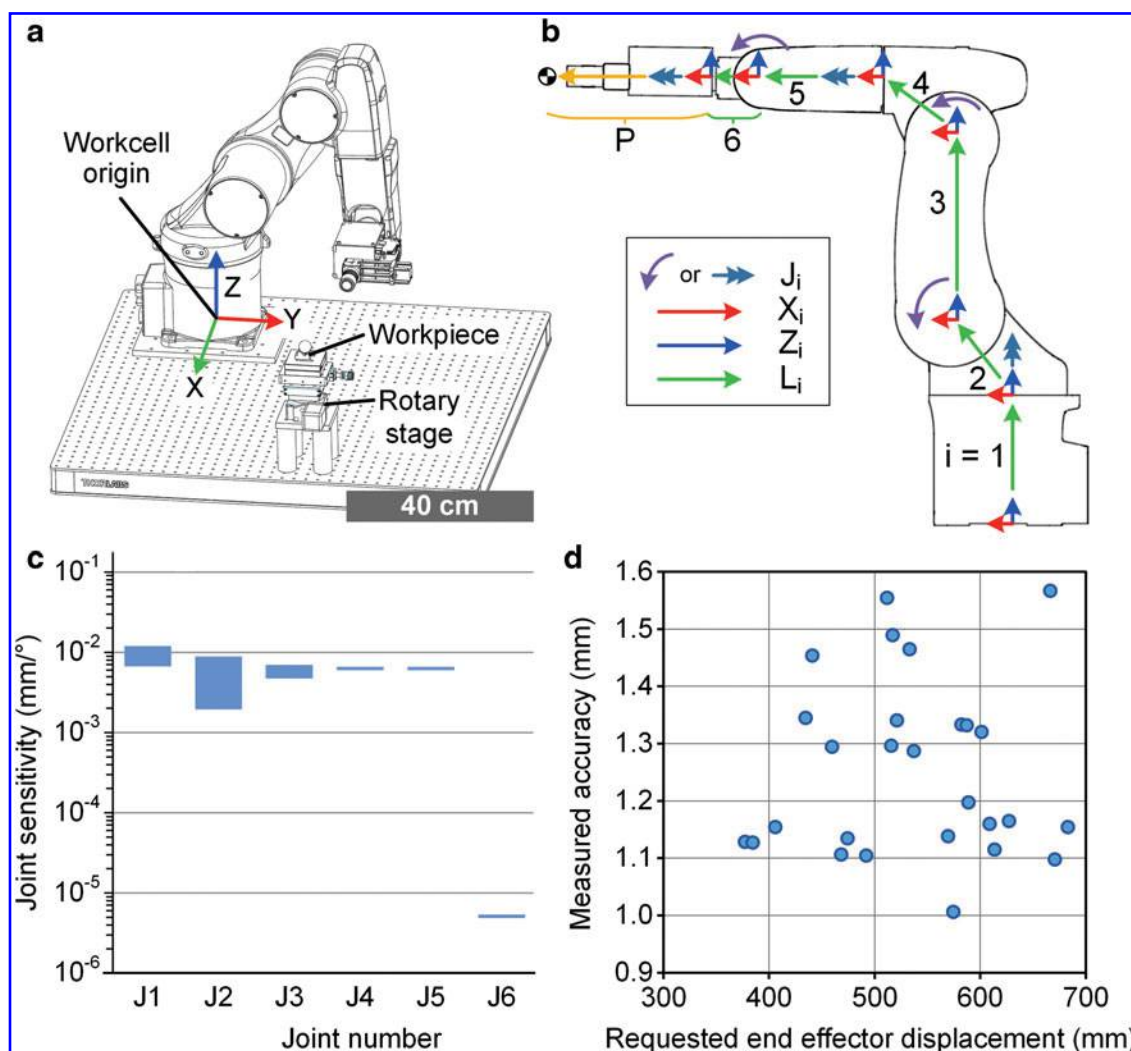 a
Workcell
origin
Z
Y
X
Workpiece
Rotary
stage
THORLABS
40 cm
b
P
6
5
4
3
2
i = 1
or Jᵢ
Xᵢ
Zᵢ
Lᵢ
c
Joint sensitivity (mm/°)
10⁻¹
10⁻²
10⁻³
10⁻⁴
10⁻⁵
10⁻⁶
J1 J2 J3 J4 J5 J6
Joint number
d
Measured accuracy (mm)
1.6
1.5
1.4
1.3
1.2
1.1
1.0
0.9
300 400 500 600 700
Requested end effector displacement (mm)